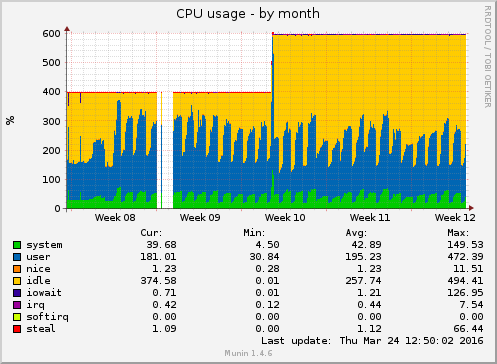 CPU usage - by month
RRDTOOL / TOBI OETIKER
%
600
500
400
300
200
100
0
Week 08 Week 09 Week 10 Week 11 Week 12
Cur: Min: Avg: Max:
system 39.68 4.50 42.89 149.53
user 181.01 30.84 195.23 472.39
nice 1.23 0.28 1.23 11.51
idle 374.58 0.01 257.74 494.41
iowait 0.71 0.01 1.21 126.95
irq 0.42 0.12 0.44 7.54
softirq 0.00 0.00 0.00 0.00
steal 1.09 0.00 1.12 66.44
Last update: Thu Mar 24 12:50:02 2016
Munin 1.4.6